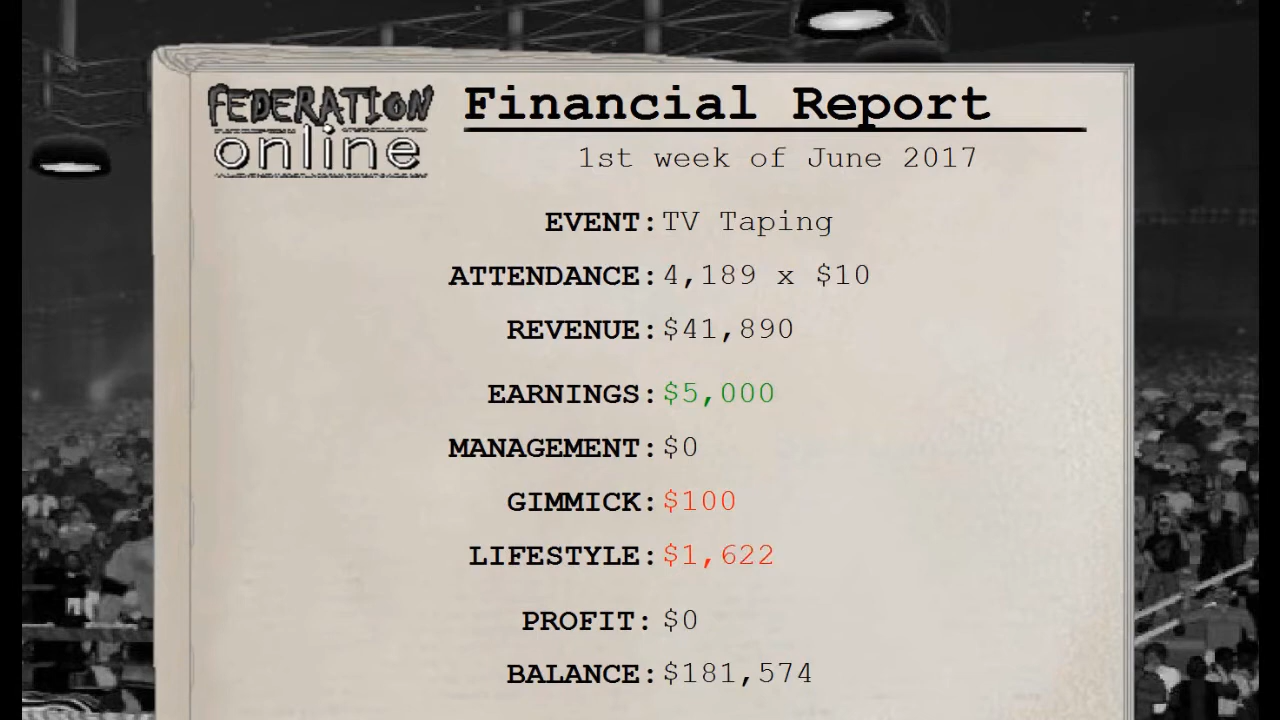 FEDERATION
online
Financial Report
1st week of June 2017
EVENT: TV Taping
ATTENDANCE: 4,189 x $10
REVENUE: $41,890
EARNINGS: $5,000
MANAGEMENT: $0
GIMMICK: $100
LIFESTYLE: $1,622
PROFIT: $0
BALANCE: $181,574